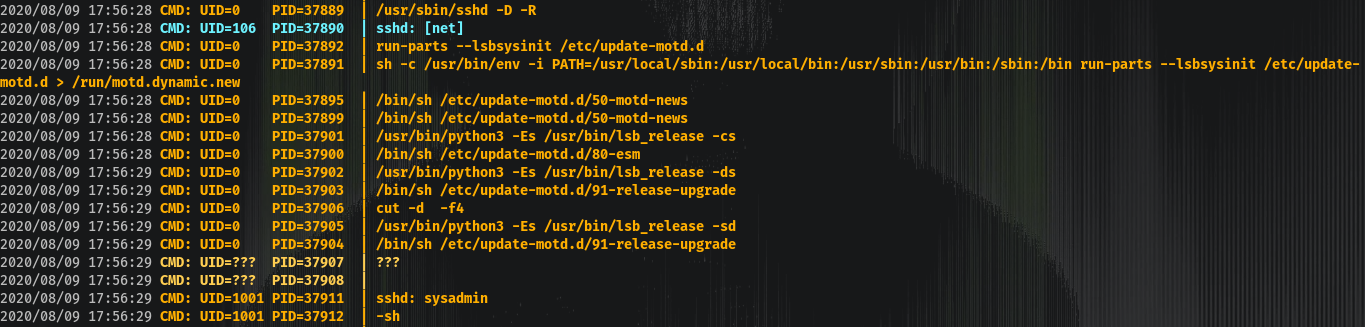 2020/08/09 17:56:28 CMD: UID=0    PID=37889  | /usr/sbin/sshd -D -R
2020/08/09 17:56:28 CMD: UID=106  PID=37890  | sshd: [net]
2020/08/09 17:56:28 CMD: UID=0    PID=37892  | run-parts --lsbsysinit /etc/update-motd.d
2020/08/09 17:56:28 CMD: UID=0    PID=37891  | sh -c /usr/bin/env -i PATH=/usr/local/sbin:/usr/local/bin:/usr/sbin:/usr/bin:/sbin:/bin run-parts --lsbsysinit /etc/update-
motd.d > /run/motd.dynamic.new
2020/08/09 17:56:28 CMD: UID=0    PID=37895  | /bin/sh /etc/update-motd.d/50-motd-news
2020/08/09 17:56:28 CMD: UID=0    PID=37899  | /bin/sh /etc/update-motd.d/50-motd-news
2020/08/09 17:56:28 CMD: UID=0    PID=37901  | /usr/bin/python3 -Es /usr/bin/lsb_release -cs
2020/08/09 17:56:28 CMD: UID=0    PID=37900  | /bin/sh /etc/update-motd.d/80-esm
2020/08/09 17:56:28 CMD: UID=0    PID=37902  | /usr/bin/python3 -Es /usr/bin/lsb_release -ds
2020/08/09 17:56:29 CMD: UID=0    PID=37903  | /bin/sh /etc/update-motd.d/91-release-upgrade
2020/08/09 17:56:29 CMD: UID=0    PID=37906  | cut -d  -f4
2020/08/09 17:56:29 CMD: UID=0    PID=37905  | /usr/bin/python3 -Es /usr/bin/lsb_release -sd
2020/08/09 17:56:29 CMD: UID=0    PID=37904  | /bin/sh /etc/update-motd.d/91-release-upgrade
2020/08/09 17:56:29 CMD: UID=???  PID=37907  | ???
2020/08/09 17:56:29 CMD: UID=???  PID=37908  |
2020/08/09 17:56:29 CMD: UID=1001 PID=37911  | sshd: sysadmin
2020/08/09 17:56:29 CMD: UID=1001 PID=37912  | -sh